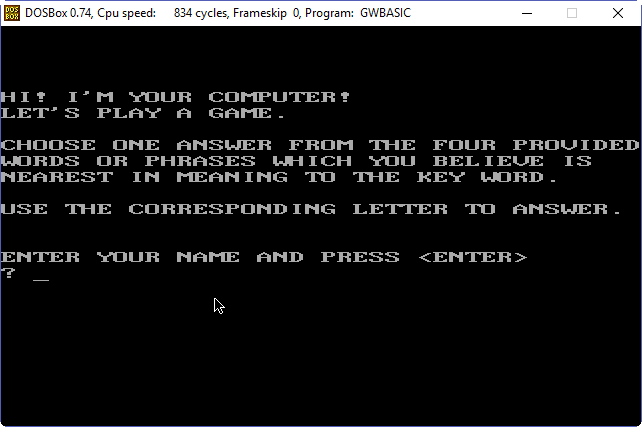 DOS
BOX
DOSBox 0.74, Cpu speed: 834 cycles, Frameskip 0, Program: GWBASIC
HI! I'M YOUR COMPUTER!
LET'S PLAY A GAME.
CHOOSE ONE ANSWER FROM THE FOUR PROVIDED
WORDS OR PHRASES WHICH YOU BELIEVE IS
NEAREST IN MEANING TO THE KEY WORD.
USE THE CORRESPONDING LETTER TO ANSWER.
ENTER YOUR NAME AND PRESS <ENTER>
? _